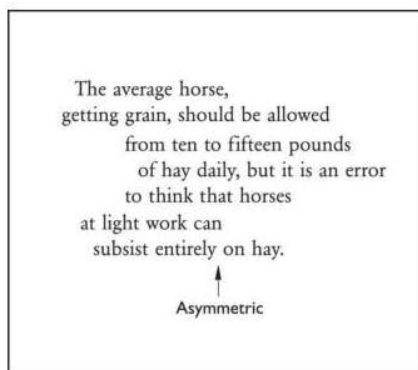 The average horse,
getting grain, should be allowed
from ten to fifteen pounds
of hay daily, but it is an error
to think that horses
at light work can
subsist entirely on hay.
Asymmetric